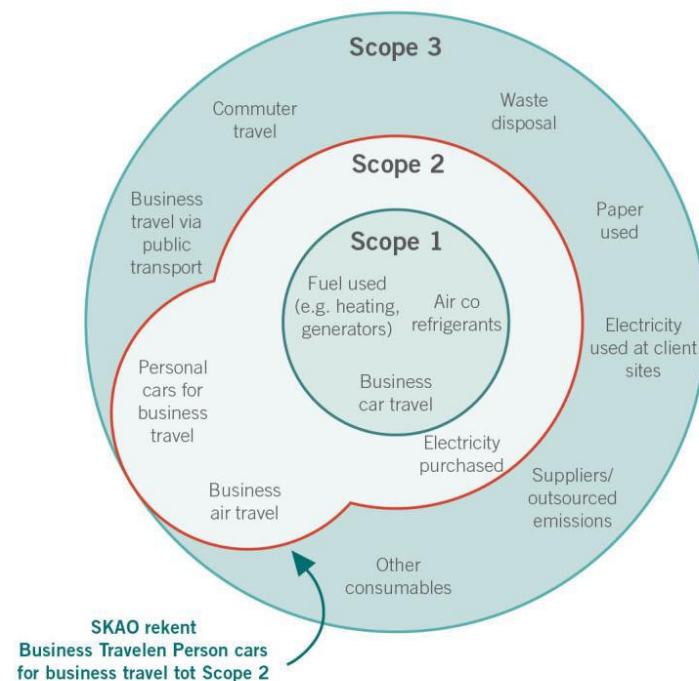 Scope 3
Commuter
travel
Waste
disposal
Scope 2
Business
travel via
public
transport
Paper
used
Scope 1
Fuel used
(e.g. heating,
generators)
Air co
refrigerants
Electricity
used at client
sites
Personal
cars for
business
travel
Business
car travel
Electricity
purchased
Business
air travel
Suppliers/
outsourced
emissions
Other
consumables
SKAO rekent
Business Travelen Person cars
for business travel tot Scope 2